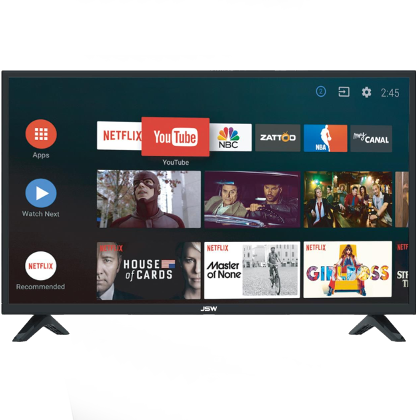 2:45
NETFLIX
YouTube
NBC
ZATTOO
NBA
my CANAL
Apps
YouTube
Watch Next
NETFLIX
HOUSE
of CARDS
NETFLIX
Master
of None
NETFLIX
GIRLBOSS
NETFLIX
Recommended
JSW